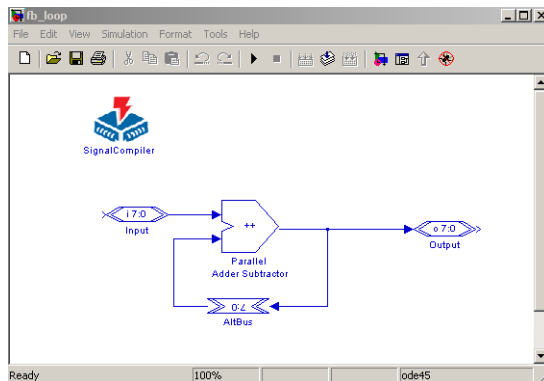 fb_loop
File Edit View Simulation Format Tools Help
SignalCompiler
i 7:0
Input
++
Parallel
Adder Subtractor
o 7:0
Output
7:0
AltBus
Ready 100% ode45